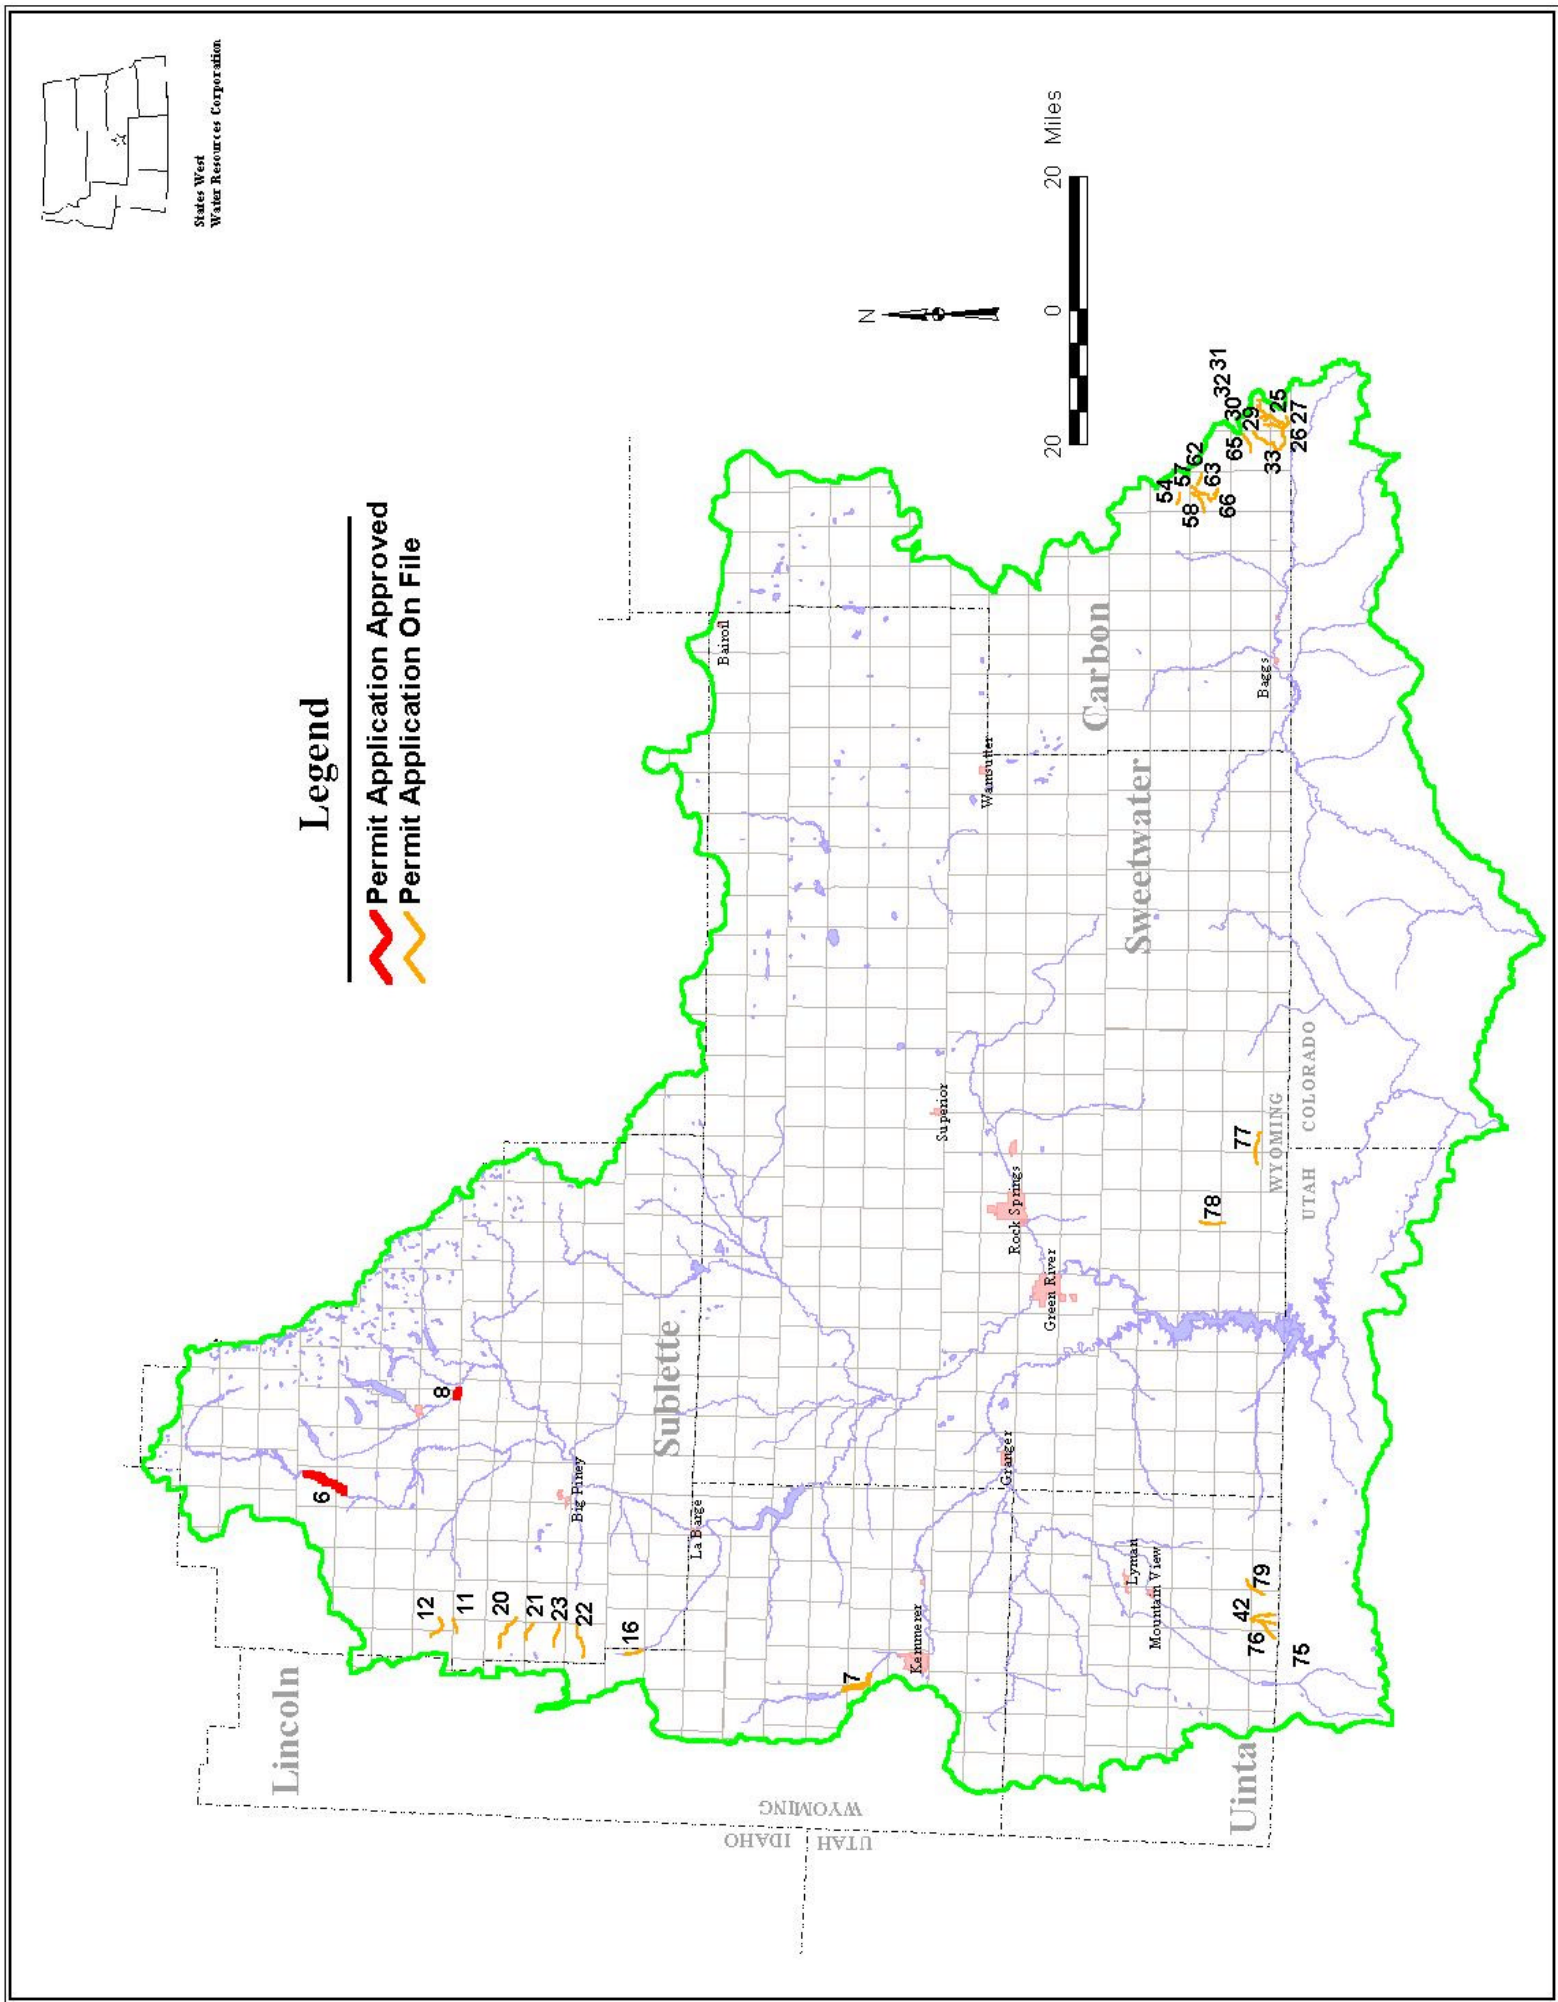 States West
Water Resources Corporation
Legend
Permit Application Approved
Permit Application On File
N
20 0 20 Miles
Lincoln
Sublette
Sweetwater
Carbon
Uinta
IDAHO
UTAH
WYOMING
WYOMING
UTAH
COLORADO
Big Piney
La Barge
Kemmerer
Granger
Lyman
Mountain View
Green River
Rock Springs
Superior
Wamsutter
Bairoil
Baggs
6
8
12
11
20
21
23
22
16
7
42
79
76
75
78
77
54
57
62
58
63
66
65
30
32
31
29
25
33
26
27